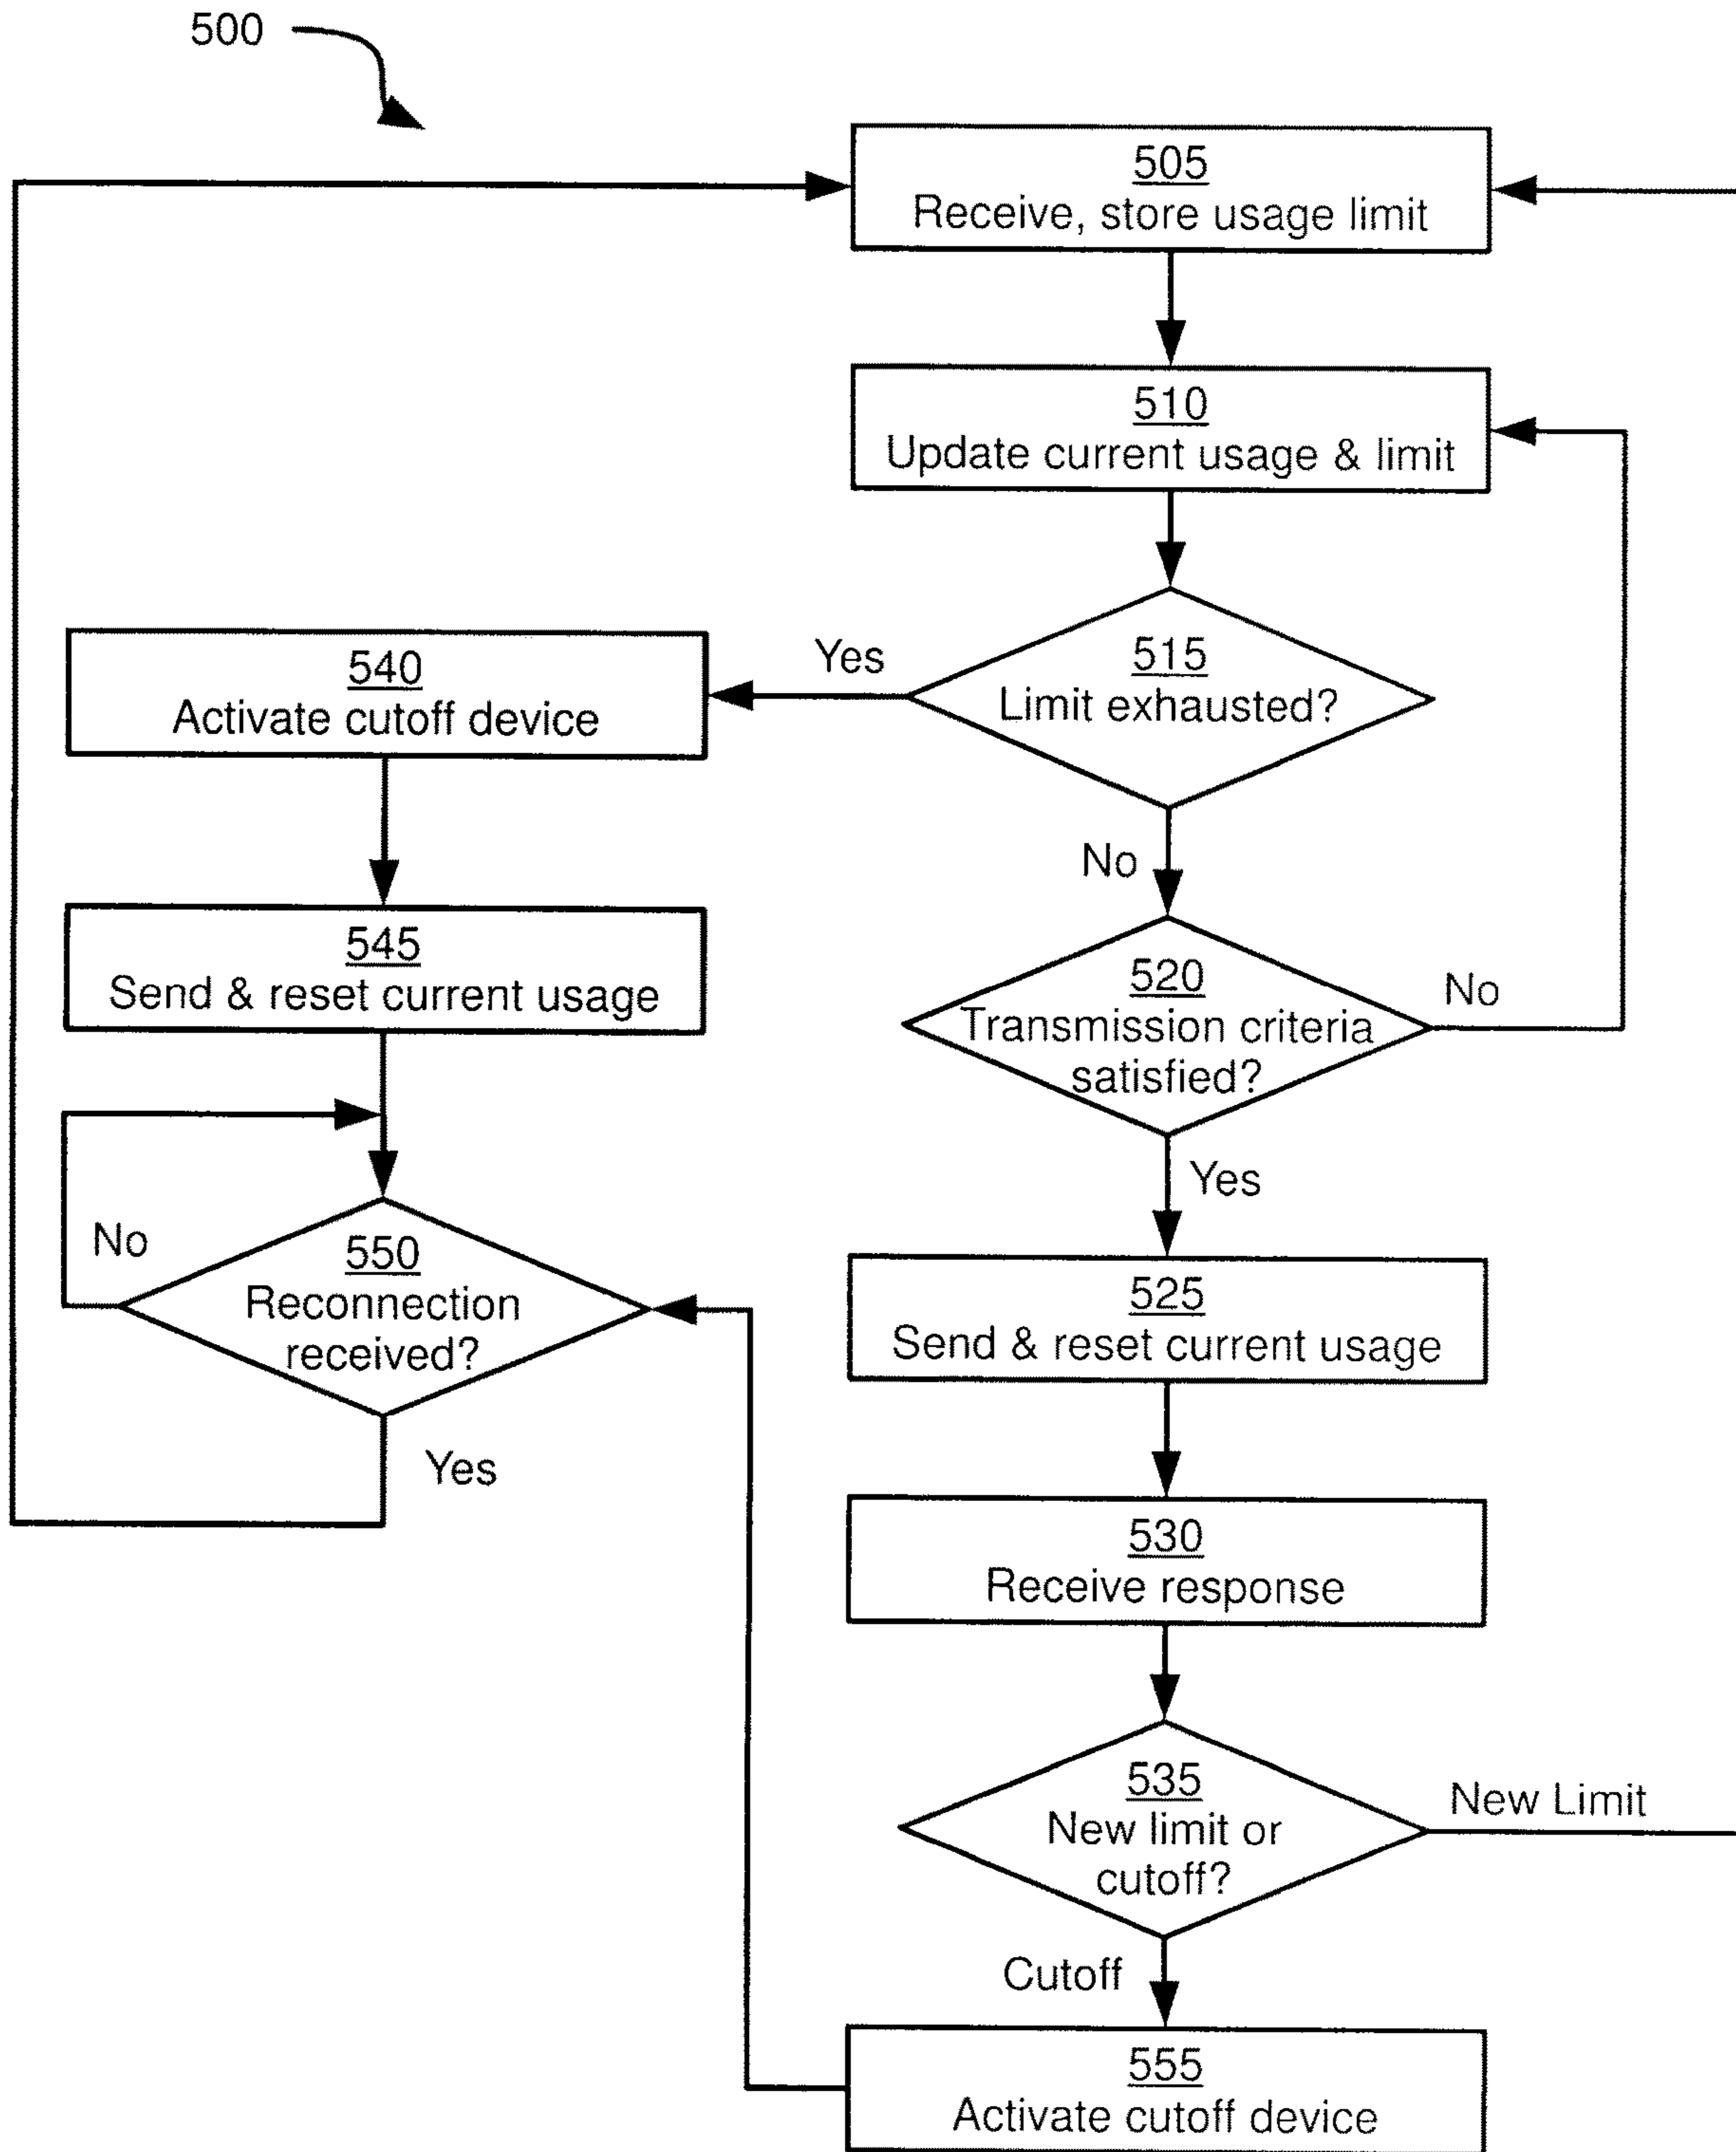 500
505
Receive, store usage limit
510
Update current usage & limit
515
Limit exhausted?
Yes
540
Activate cutoff device
No
545
Send & reset current usage
520
Transmission criteria
satisfied?
No
Yes
550
Reconnection
received?
No
Yes
525
Send & reset current usage
530
Receive response
535
New limit or
cutoff?
New Limit
Cutoff
555
Activate cutoff device